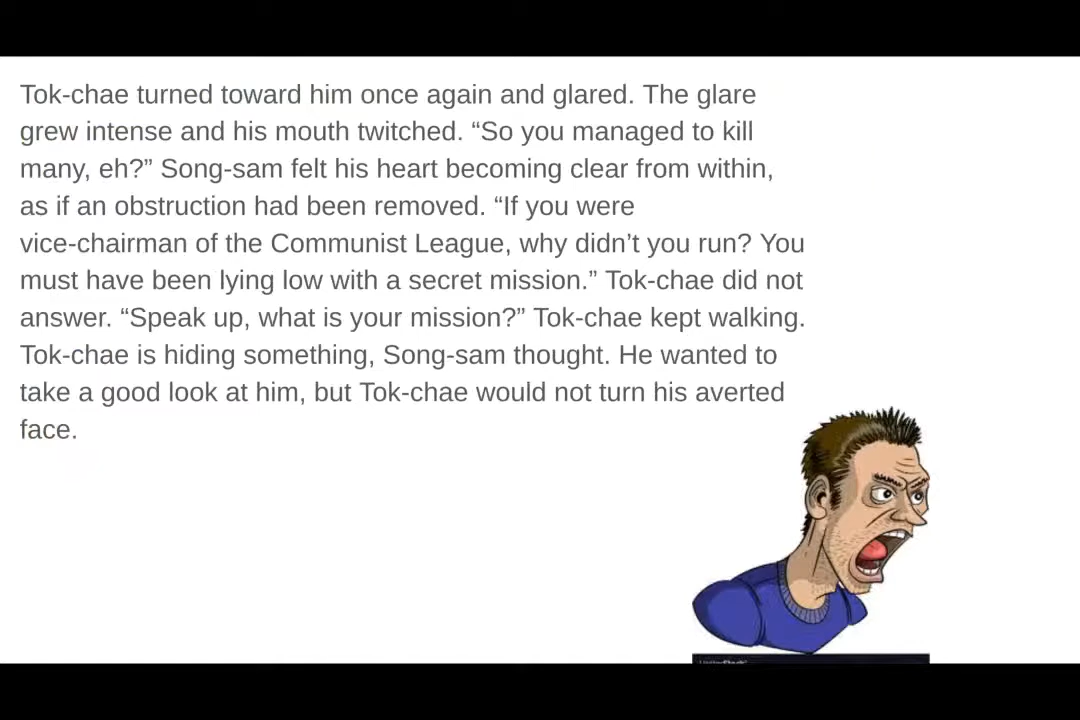 Tok-chae turned toward him once again and glared. The glare
grew intense and his mouth twitched. “So you managed to kill
many, eh?” Song-sam felt his heart becoming clear from within,
as if an obstruction had been removed. “If you were
vice-chairman of the Communist League, why didn’t you run? You
must have been lying low with a secret mission.” Tok-chae did not
answer. “Speak up, what is your mission?” Tok-chae kept walking.
Tok-chae is hiding something, Song-sam thought. He wanted to
take a good look at him, but Tok-chae would not turn his averted
face.